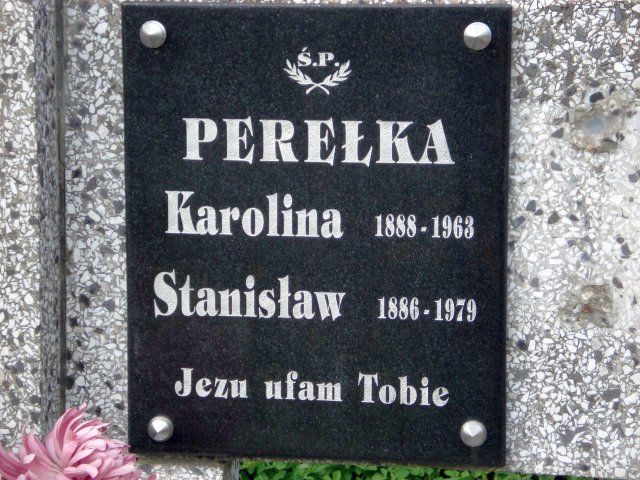 Ś.P.
PEREŁKA
Karolina 1888-1963
Stanisław 1886-1979
Jezu ufam Tobie